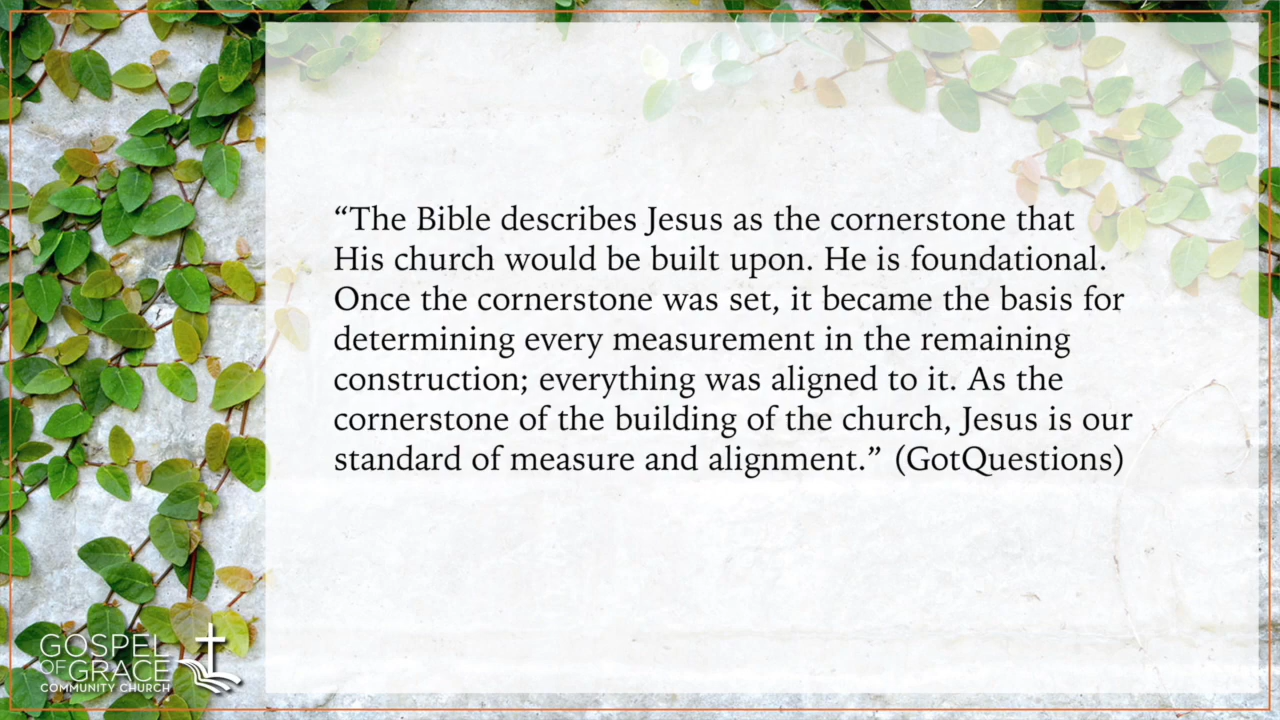 “The Bible describes Jesus as the cornerstone that
His church would be built upon. He is foundational.
Once the cornerstone was set, it became the basis for
determining every measurement in the remaining
construction; everything was aligned to it. As the
cornerstone of the building of the church, Jesus is our
standard of measure and alignment.” (GotQuestions)
GOSPEL
OF GRACE
COMMUNITY CHURCH